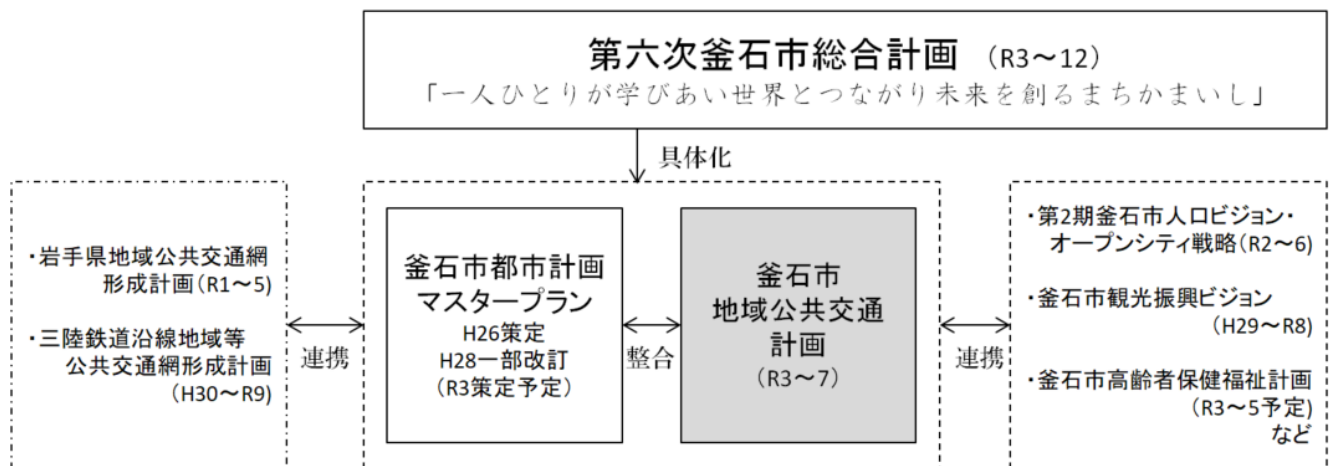 第六次釜石市総合計画 （R3～12）
「一人ひとりが学びあい世界とつながり未来を創るまちかまいし」
具体化
・岩手県地域公共交通網
形成計画（R1～5)
・三陸鉄道沿線地域等
公共交通網形成計画
(H30～R9)
連携
釜石市都市計画
マスタープラン
H26策定
H28一部改訂
（R3策定予定）
整合
釜石市
地域公共交通
計画
（R3～7）
連携
・第2期釜石市人口ビジョン・
オープンシティ戦略(R2～6)
・釜石市観光振興ビジョン
(H29～R8)
・釜石市高齢者保健福祉計画
(R3～5予定)
など